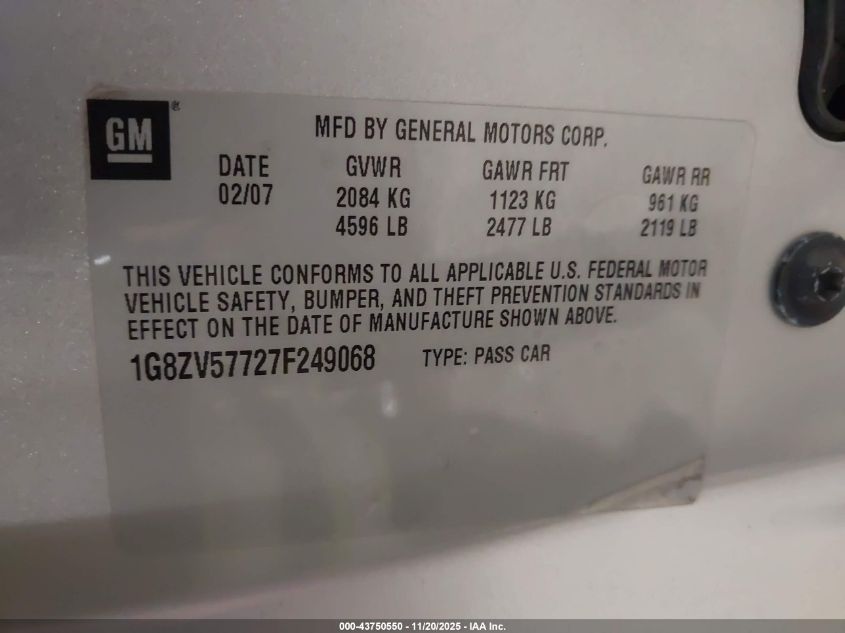 GM®
MFD BY GENERAL MOTORS CORP.
DATE GVWR GAWR FRT GAWR RR
02/07 2084 KG 1123 KG 961 KG
4596 LB 2477 LB 2119 LB
THIS VEHICLE CONFORMS TO ALL APPLICABLE U.S. FEDERAL MOTOR
VEHICLE SAFETY, BUMPER, AND THEFT PREVENTION STANDARDS IN
EFFECT ON THE DATE OF MANUFACTURE SHOWN ABOVE.
1G8ZV57727F249068 TYPE: PASS CAR
000-43750550 - 11/20/2025 - IAA Inc.